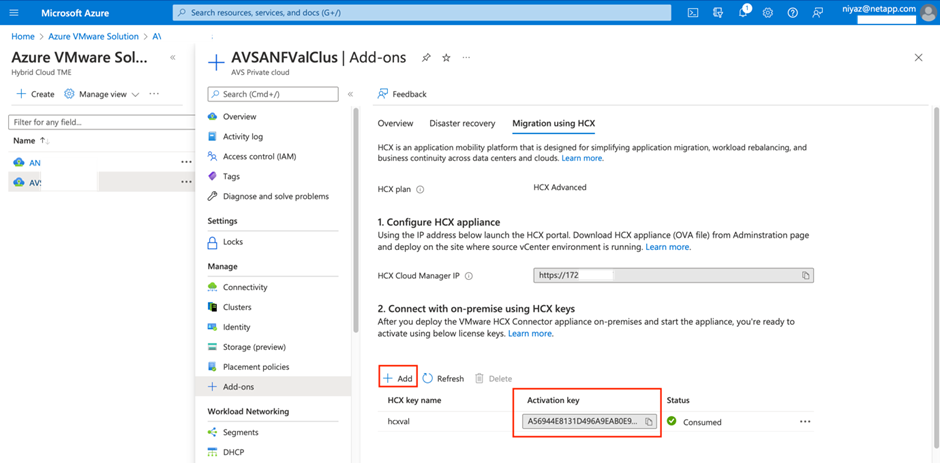 Microsoft Azure
Search resources, services, and docs (G+/)
1
niyaz@netapp.com
Home > Azure VMware Solution > AV
Azure VMware Sol... «
Hybrid Cloud TME
+ Create
Manage view
...
Filter for any field...
Name ↑↓
AN ...
AVS ...
AVSANFValClus | Add-ons
...
AVS Private cloud
Search (Cmd+/) «
Overview
Activity log
Access control (IAM)
Tags
Diagnose and solve problems
Settings
Locks
Manage
Connectivity
Clusters
Identity
Storage (preview)
Placement policies
Add-ons
Workload Networking
Segments
DHCP
Feedback
Overview Disaster recovery Migration using HCX
HCX is an application mobility platform that is designed for simplifying application migration, workload rebalancing, and
business continuity across data centers and clouds. Learn more.
HCX plan HCX Advanced
1. Configure HCX appliance
Using the IP address below launch the HCX portal. Download HCX appliance (OVA file) from Adminstration page
and deploy on the site where source vCenter environment is running. Learn more.
HCX Cloud Manager IP https://172
2. Connect with on-premise using HCX keys
After you deploy the VMware HCX Connector appliance on-premises and start the appliance, you're ready to
activate using below license keys. Learn more.
+ Add Refresh Delete
HCX key name Activation key Status
hcxval A56944E8131D496A9EAB0E9... Consumed ...